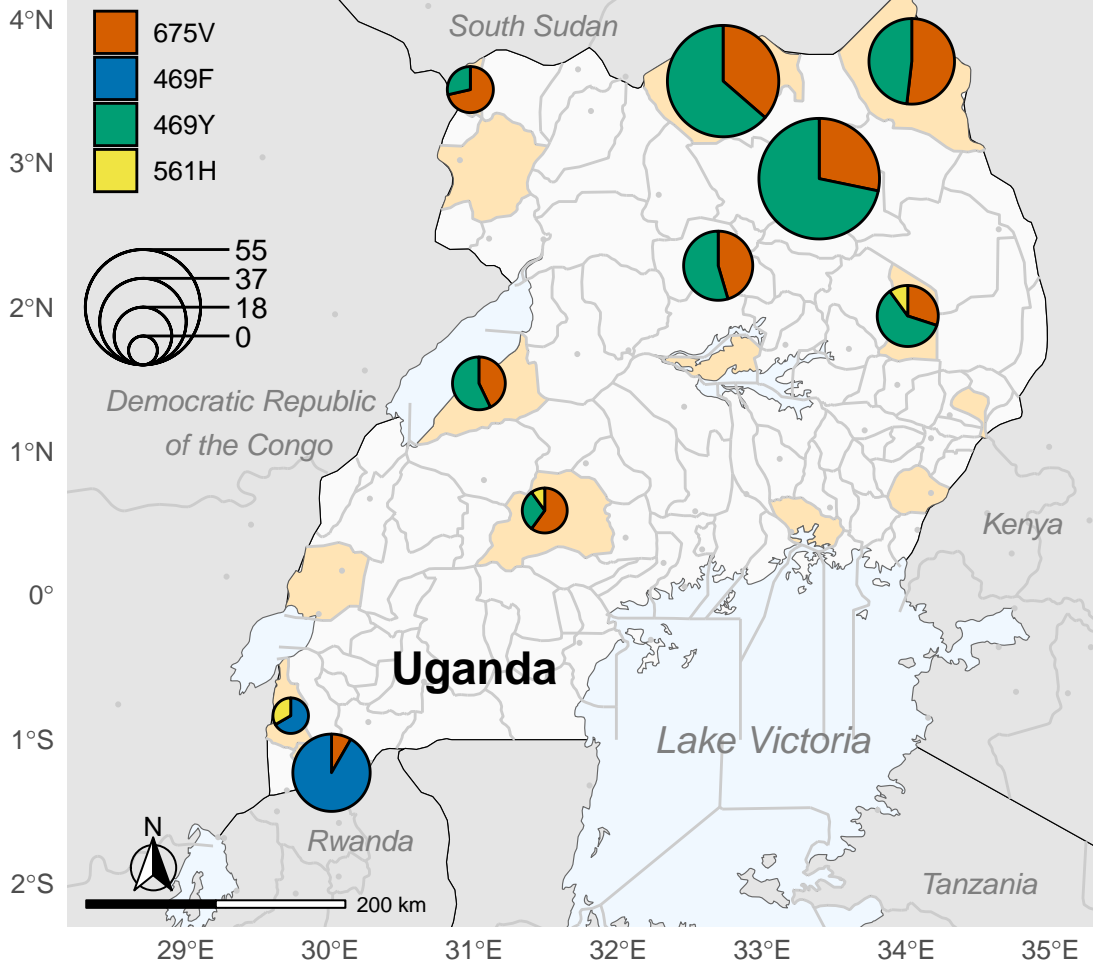 4°N
3°N
2°N
1°N
0°
1°S
2°S
675V
469F
469Y
561H
55
37
18
0
South Sudan
Democratic Republic
of the Congo
Kenya
Uganda
Lake Victoria
Rwanda
Tanzania
N
200 km
29°E
30°E
31°E
32°E
33°E
34°E
35°E